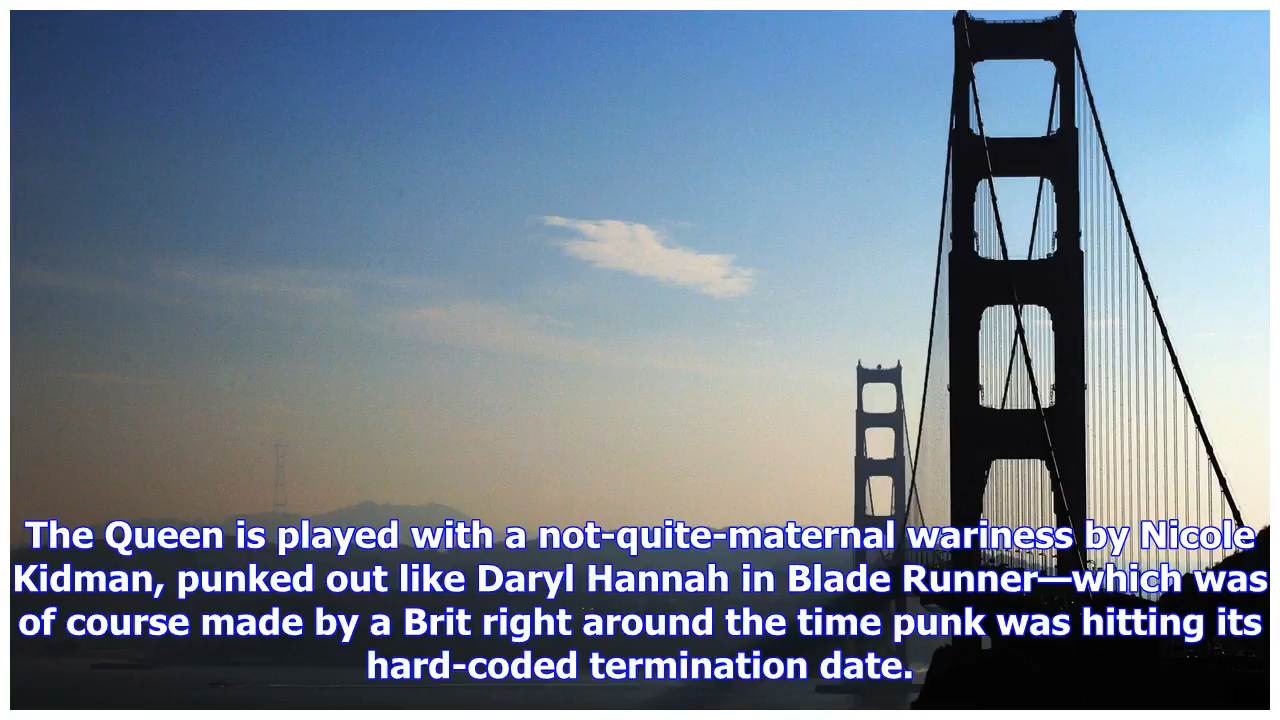 The Queen is played with a not-quite-maternal wariness by Nicole
Kidman, punked out like Daryl Hannah in Blade Runner—which was
of course made by a Brit right around the time punk was hitting its
hard-coded termination date.